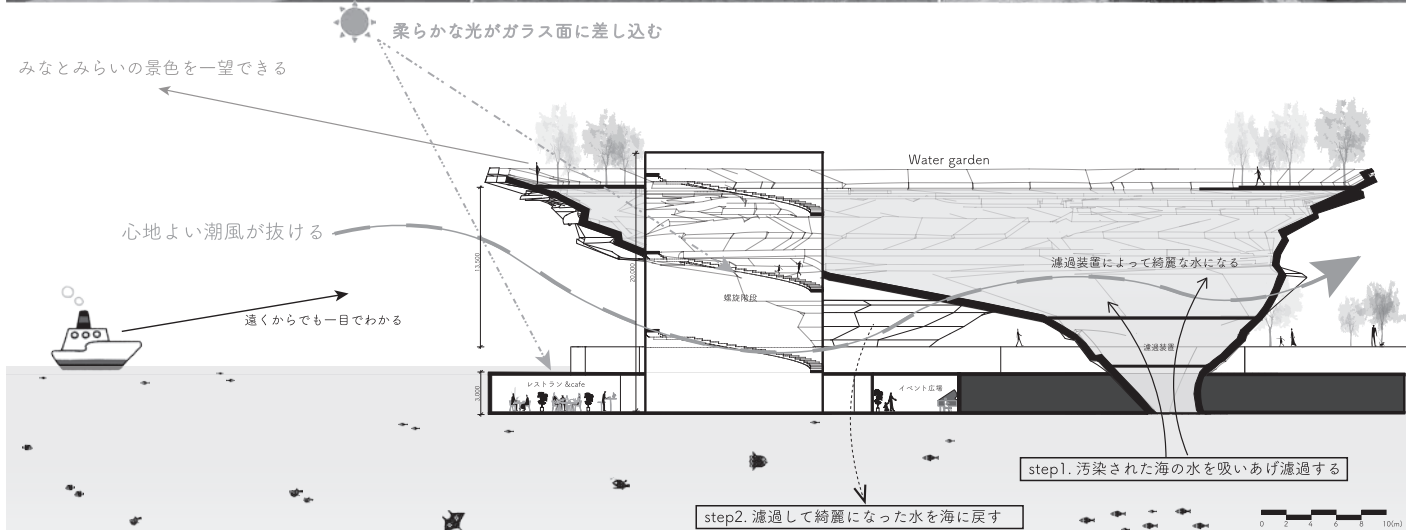 柔らかな光がガラス面に差し込む
みなとみらいの景色を一望できる
Water garden
心地よい潮風が抜ける
13,500
20,000
濾過装置によって綺麗な水になる
螺旋階段
遠くからでも一目でわかる
濾過装置
レストラン&cafe
イベント広場
3,000
step1. 汚染された海の水を吸いあげ濾過する
step2. 濾過して綺麗になった水を海に戻す
0 2 4 6 8 10(m)